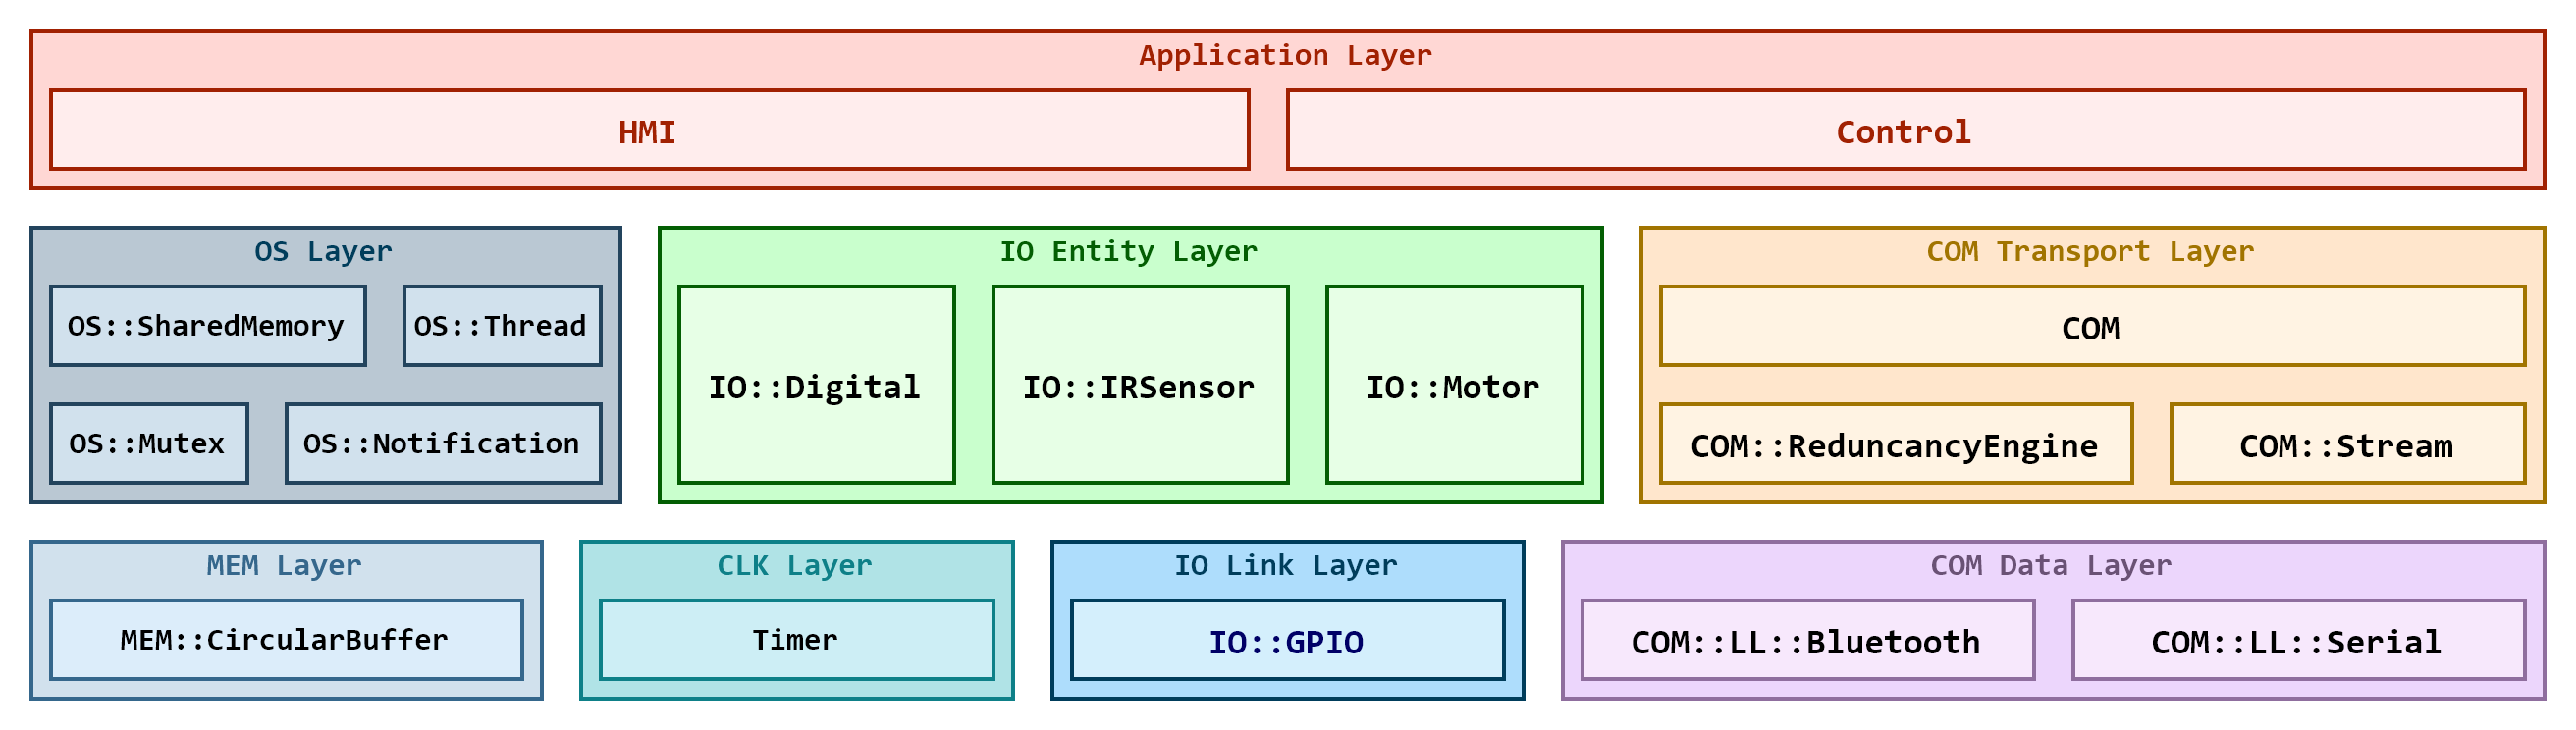 Application Layer
HMI
Control
OS Layer
OS::SharedMemory
OS::Thread
OS::Mutex
OS::Notification
IO Entity Layer
IO::Digital
IO::IRSensor
IO::Motor
COM Transport Layer
COM
COM::ReduncancyEngine
COM::Stream
MEM Layer
MEM::CircularBuffer
CLK Layer
Timer
IO Link Layer
IO::GPIO
COM Data Layer
COM::LL::Bluetooth
COM::LL::Serial